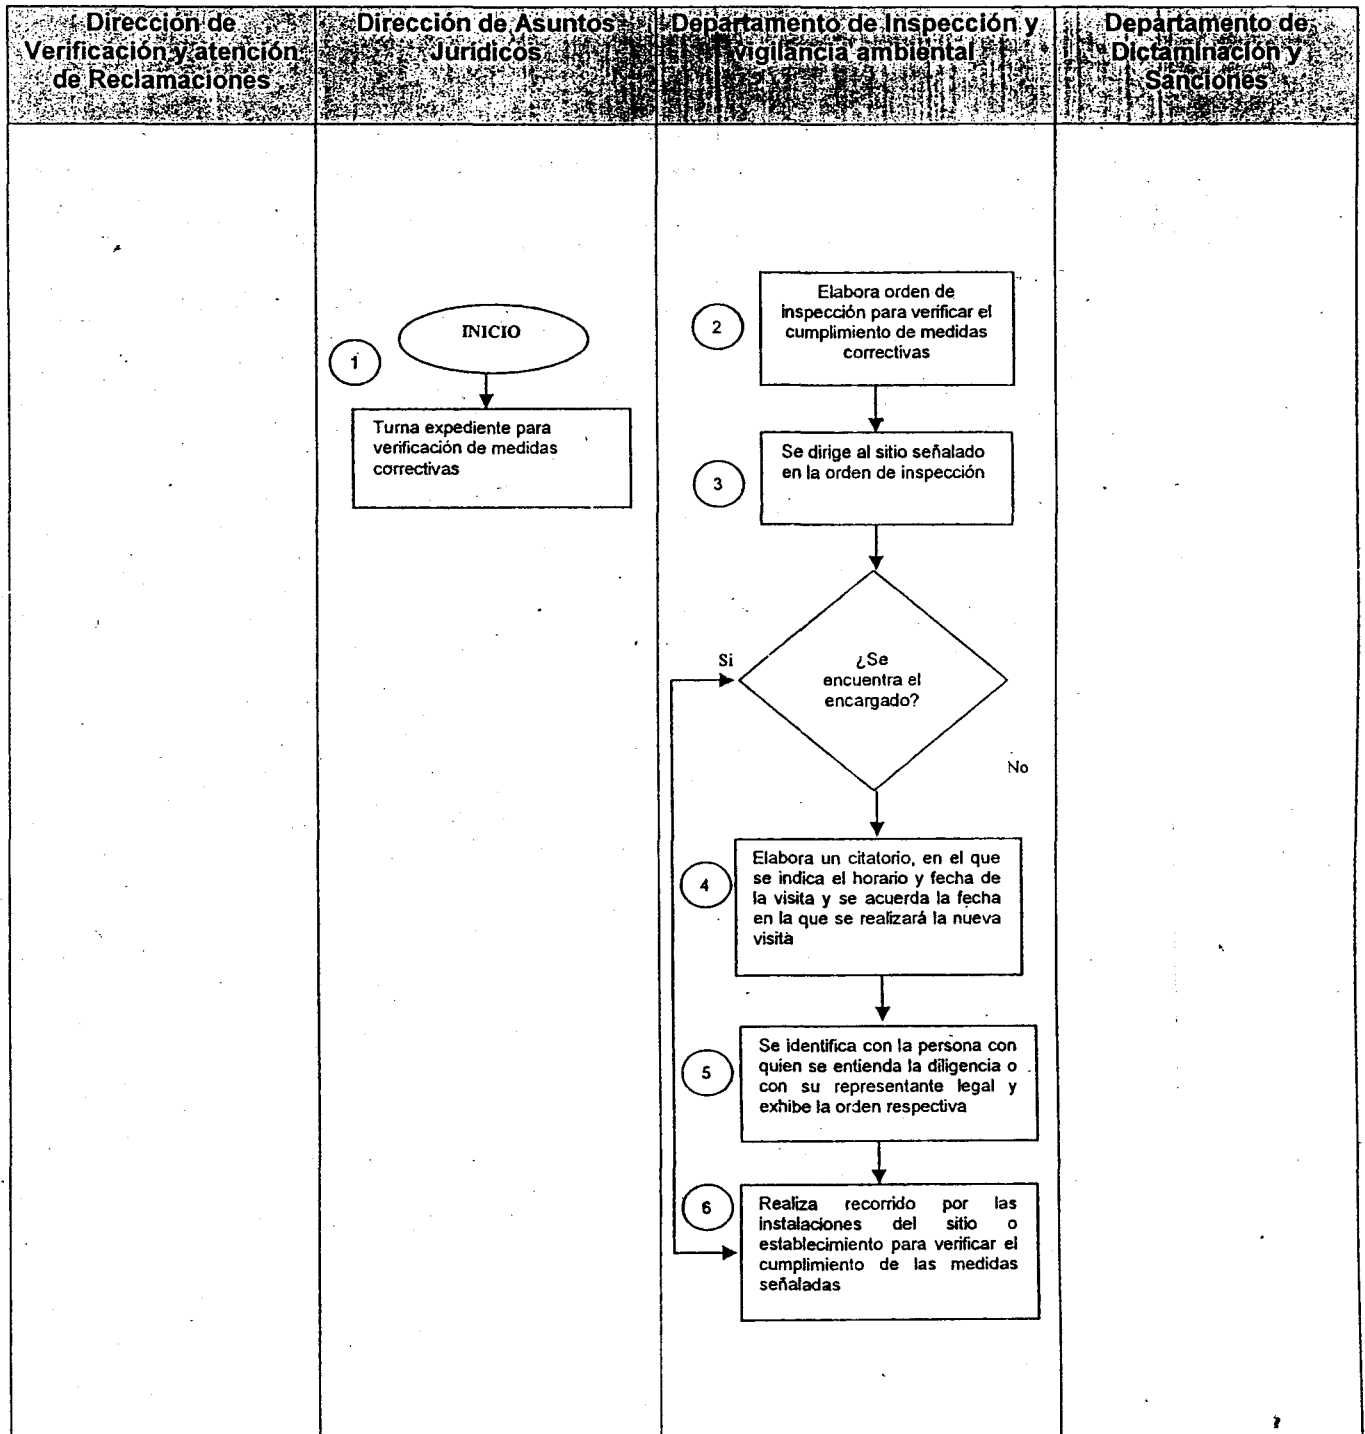 Dirección de
Verificación y atención
de Reclamaciones
Dirección de Asuntos
Jurídicos
Departamento de Inspección y
vigilancia ambiental
Departamento de
Dictaminación y
Sanciones
1
INICIO
Turna expediente para
verificación de medidas
correctivas
2
Elabora orden de
inspección para verificar el
cumplimiento de medidas
correctivas
3
Se dirige al sitio señalado
en la orden de inspección
Si
¿Se
encuentra el
encargado?
No
4
Elabora un citatorio, en el que
se indica el horario y fecha de
la visita y se acuerda la fecha
en la que se realizará la nueva
visita
5
Se identifica con la persona con
quien se entienda la diligencia o
con su representante legal y
exhibe la orden respectiva
6
Realiza recorrido por las
instalaciones del sitio o
establecimiento para verificar el
cumplimiento de las medidas
señaladas